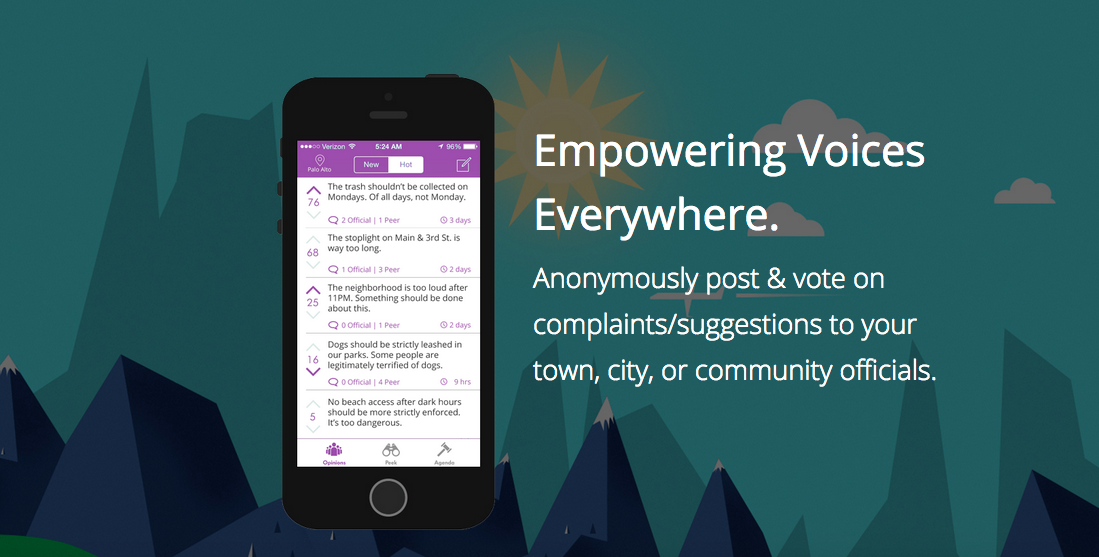 Verizon 5:24 AM 96%
Palo Alto New Hot
The trash shouldn't be collected on
Mondays. Of all days, not Monday.
76
2 Official | 1 Peer 3 days
The stoplight on Main & 3rd St. is
way too long.
68
1 Official | 3 Peer 2 days
The neighborhood is too loud after
11PM. Something should be done
about this.
25
0 Official | 1 Peer 2 days
Dogs should be strictly leashed in
our parks. Some people are
legitimately terrified of dogs.
16
0 Official | 4 Peer 9 hrs
No beach access after dark hours
should be more strictly enforced.
It's too dangerous.
5
Opinions Peek Agenda
Empowering Voices
Everywhere.
Anonymously post & vote on
complaints/suggestions to your
town, city, or community officials.